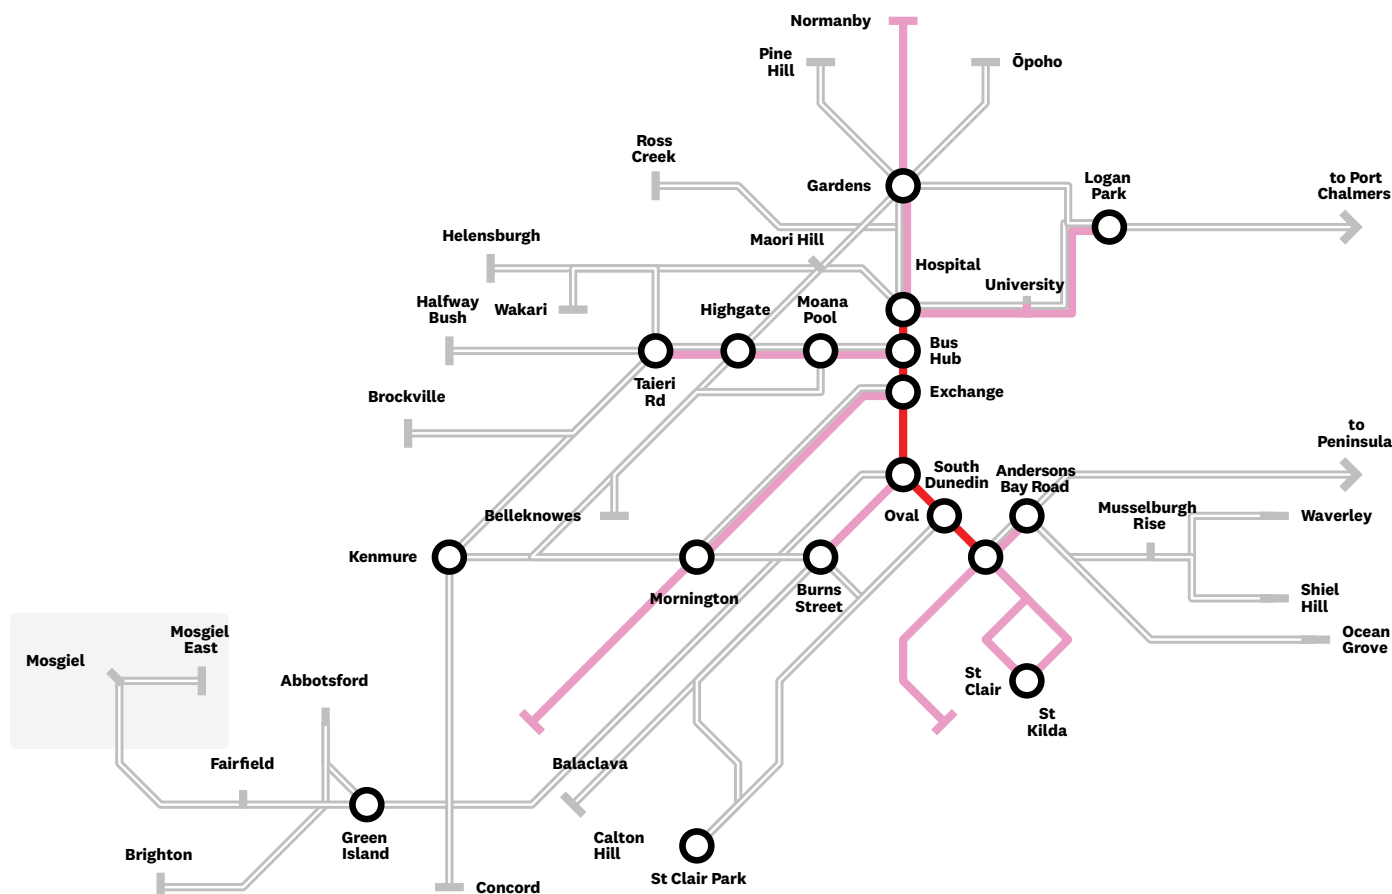 Normanby
Pine
Hill
Ōpoho
Ross
Creek
Gardens
Logan
Park
to Port
Chalmers
Helensburgh
Maori Hill
Hospital
University
Halfway
Bush
Wakari
Highgate
Moana
Pool
Bus
Hub
Taieri
Rd
Exchange
Brockville
to
Peninsula
South
Dunedin
Andersons
Bay Road
Oval
Musselburgh
Rise
Waverley
Belleknowes
Kenmure
Mornington
Burns
Street
Shiel
Hill
Ocean
Grove
Mosgiel
Mosgiel
East
Abbotsford
St
Clair
St
Kilda
Fairfield
Balaclava
Green
Island
Calton
Hill
Brighton
St Clair Park
Concord